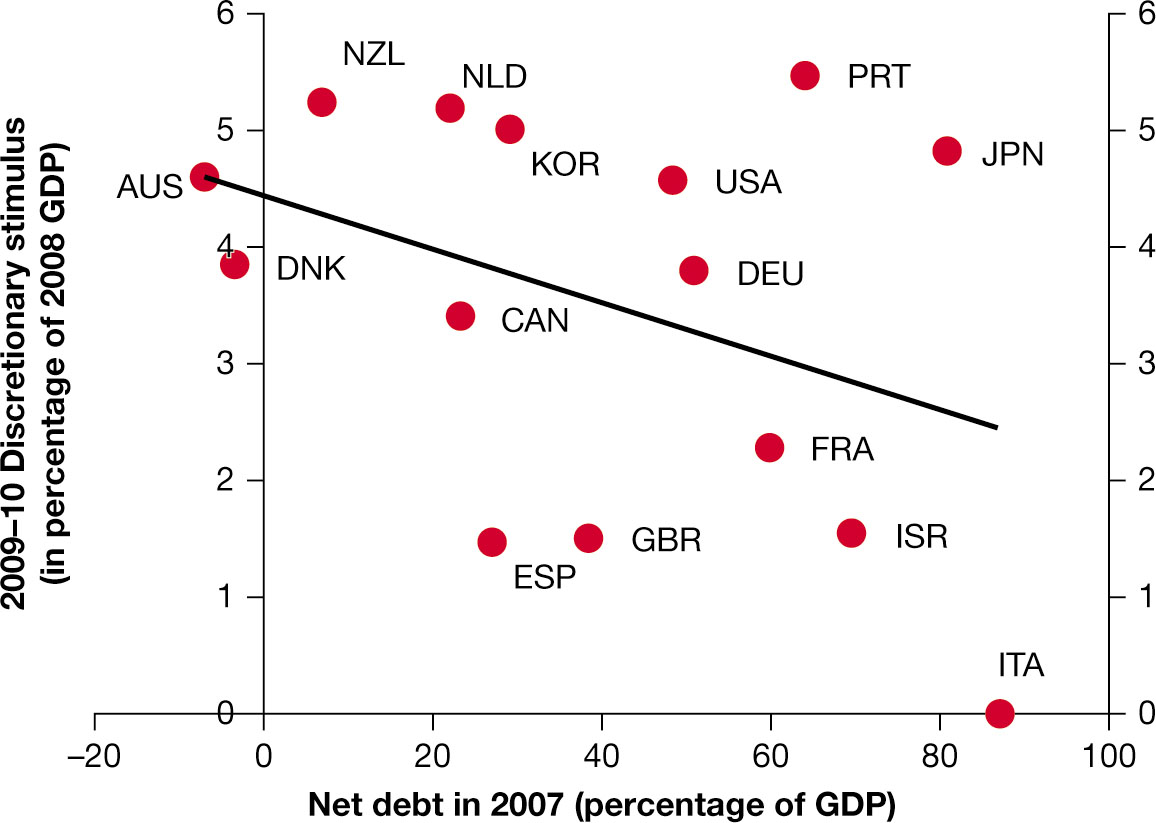 6
6
NZL
NLD
PRT
5
5
KOR
JPN
AUS
USA
4
4
DNK
DEU
CAN
3
3
FRA
2
2
GBR
ISR
ESP
1
1
ITA
0
0
–20
0
20
40
60
80
100
Net debt in 2007 (percentage of GDP)
2009–10 Discretionary stimulus
(in percentage of 2008 GDP)